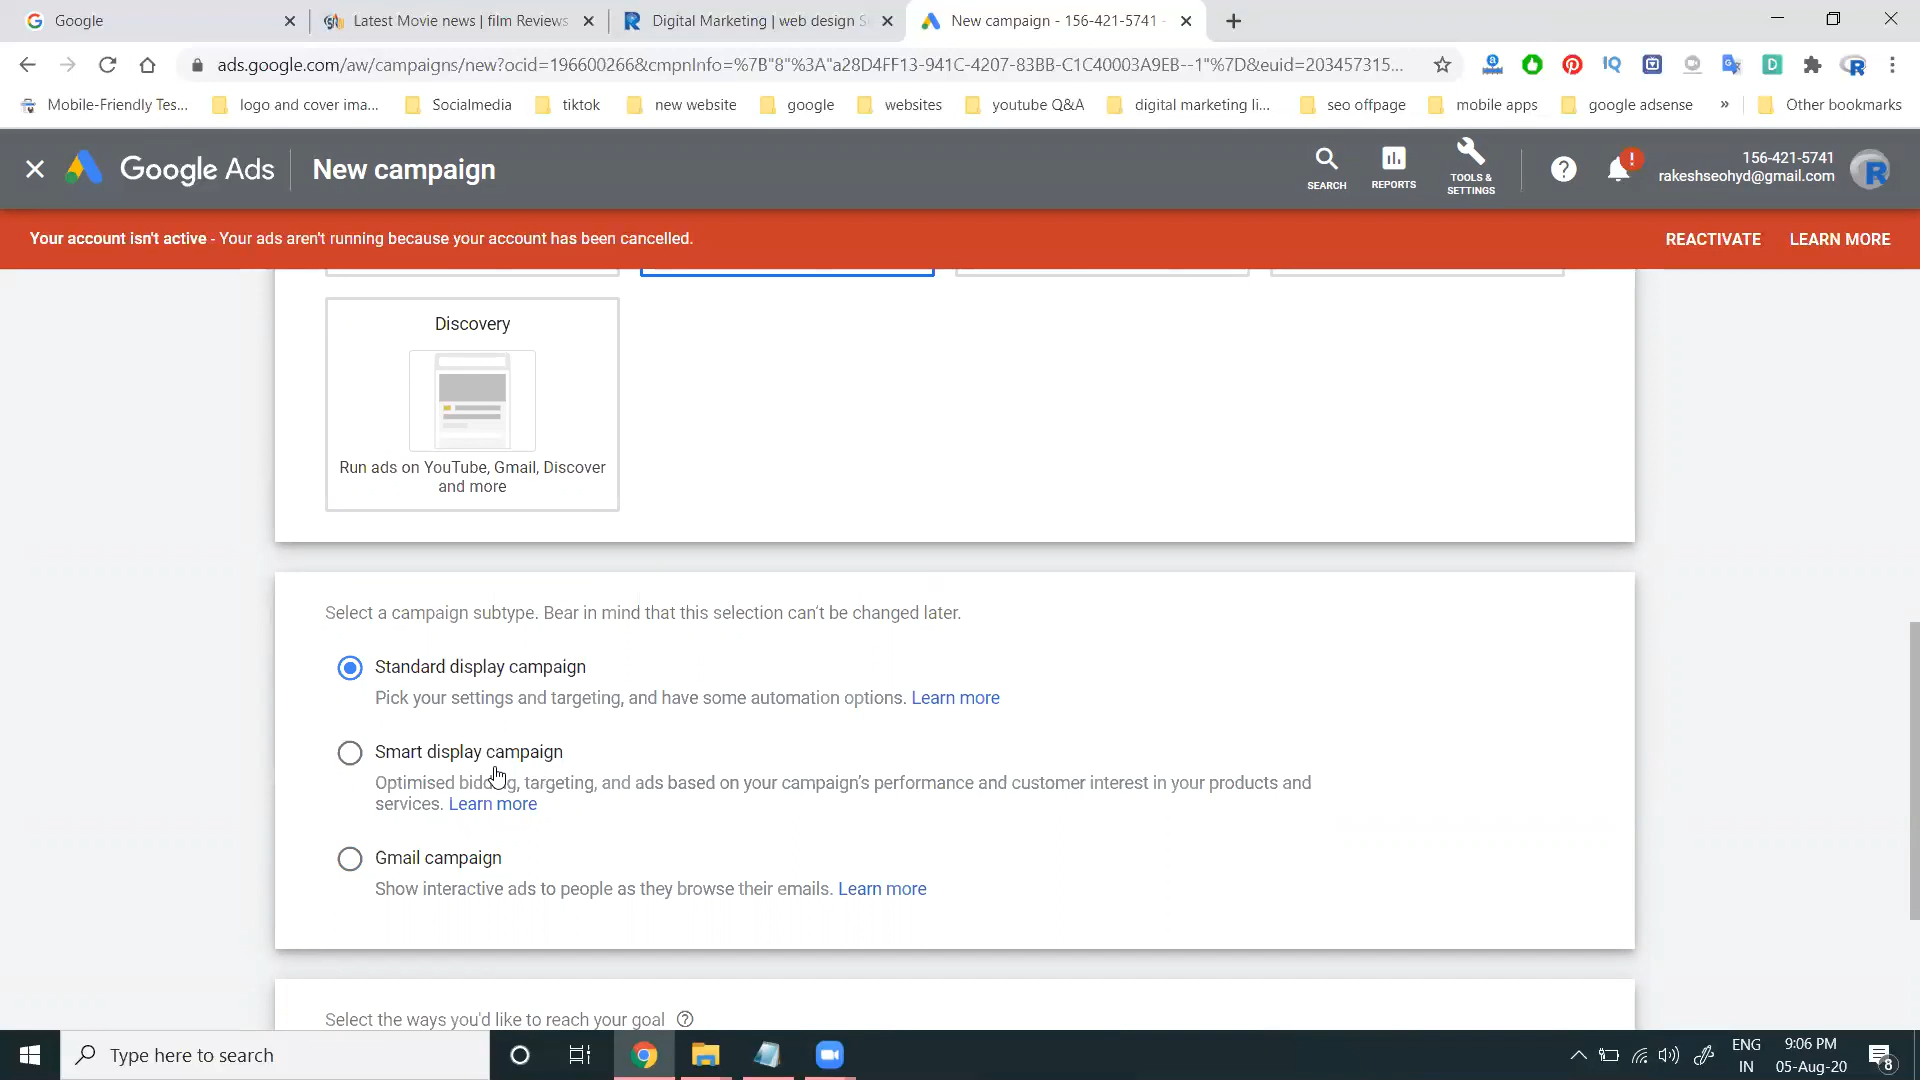 Google
Latest Movie news | film Reviews
Digital Marketing | web design S
New campaign - 156-421-5741 -
ads.google.com/aw/campaigns/new?ocid=196600266&cmpnInfo=%7B"8"%3A"a28D4FF13-941C-4207-83BB-C1C40003A9EB--1"%7D&euid=203457315...
Mobile-Friendly Tes...
logo and cover ima...
Socialmedia
tiktok
new website
google
websites
youtube Q&A
digital marketing li...
seo offpage
mobile apps
google adsense
»
Other bookmarks
Google Ads
New campaign
SEARCH
REPORTS
TOOLS &
SETTINGS
156-421-5741
rakeshseohyd@gmail.com
Your account isn't active - Your ads aren't running because your account has been cancelled.
REACTIVATE
LEARN MORE
Discovery
Run ads on YouTube, Gmail, Discover
and more
Select a campaign subtype. Bear in mind that this selection can't be changed later.
Standard display campaign
Pick your settings and targeting, and have some automation options. Learn more
Smart display campaign
Optimised bidding, targeting, and ads based on your campaign's performance and customer interest in your products and
services. Learn more
Gmail campaign
Show interactive ads to people as they browse their emails. Learn more
Select the ways you'd like to reach your goal
Type here to search
ENG
IN
9:06 PM
05-Aug-20
8